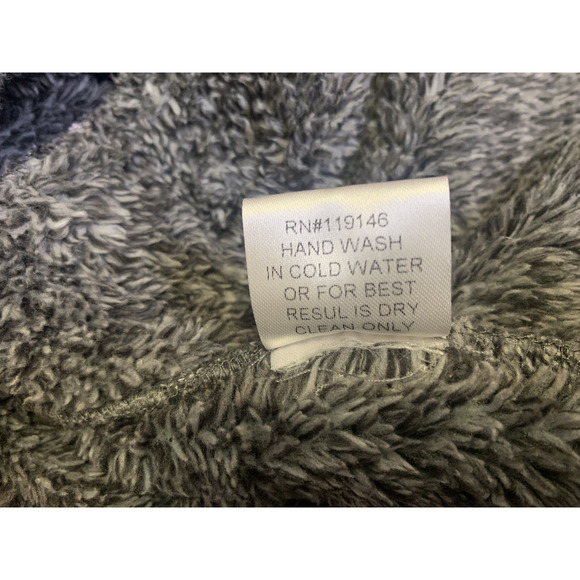 RN#119146
HAND WASH
IN COLD WATER
OR FOR BEST
RESUL IS DRY
CLEAN ONLY